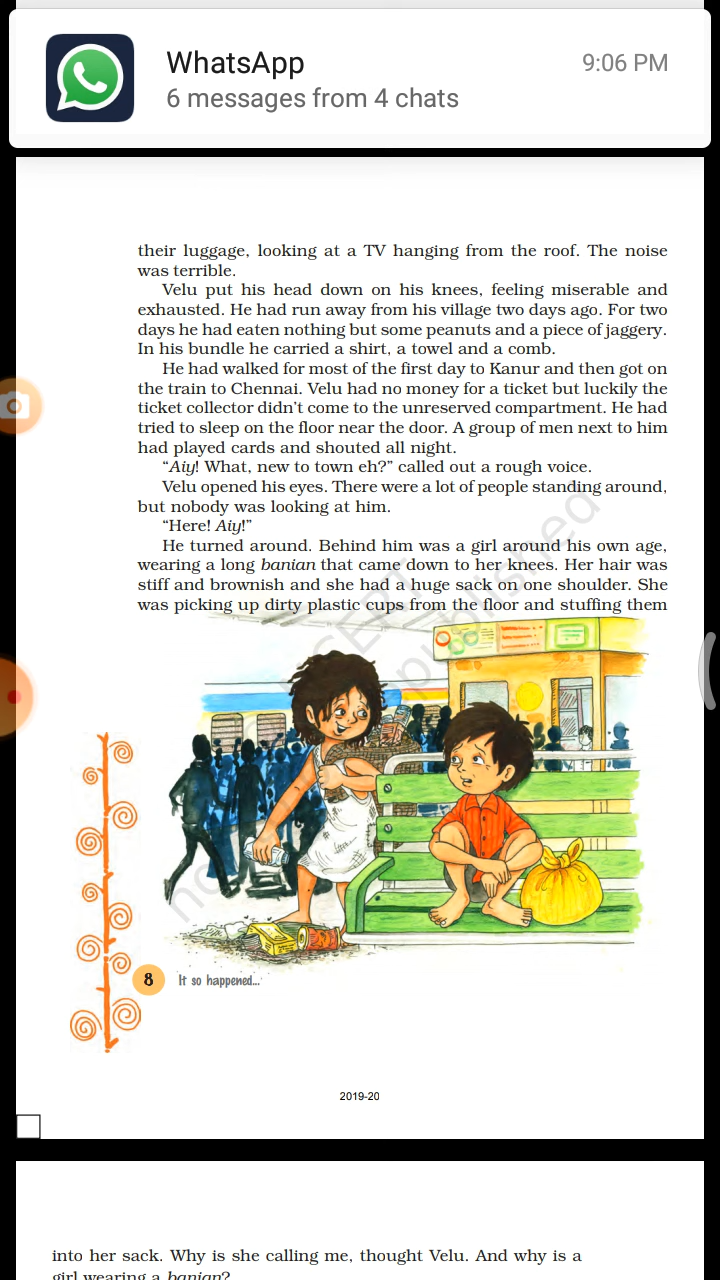 WhatsApp
9:06 PM
6 messages from 4 chats
their luggage, looking at a TV hanging from the roof. The noise
was terrible.
Velu put his head down on his knees, feeling miserable and
exhausted. He had run away from his village two days ago. For two
days he had eaten nothing but some peanuts and a piece of jaggery.
In his bundle he carried a shirt, a towel and a comb.
He had walked for most of the first day to Kanur and then got on
the train to Chennai. Velu had no money for a ticket but luckily the
ticket collector didn't come to the unreserved compartment. He had
tried to sleep on the floor near the door. A group of men next to him
had played cards and shouted all night.
“Aiy! What, new to town eh?” called out a rough voice.
Velu opened his eyes. There were a lot of people standing around,
but nobody was looking at him.
“Here! Aiy!”
He turned around. Behind him was a girl around his own age,
wearing a long banian that came down to her knees. Her hair was
stiff and brownish and she had a huge sack on one shoulder. She
was picking up dirty plastic cups from the floor and stuffing them
8 It so happened...
2019-20
into her sack. Why is she calling me, thought Velu. And why is a
girl wearing a banian?